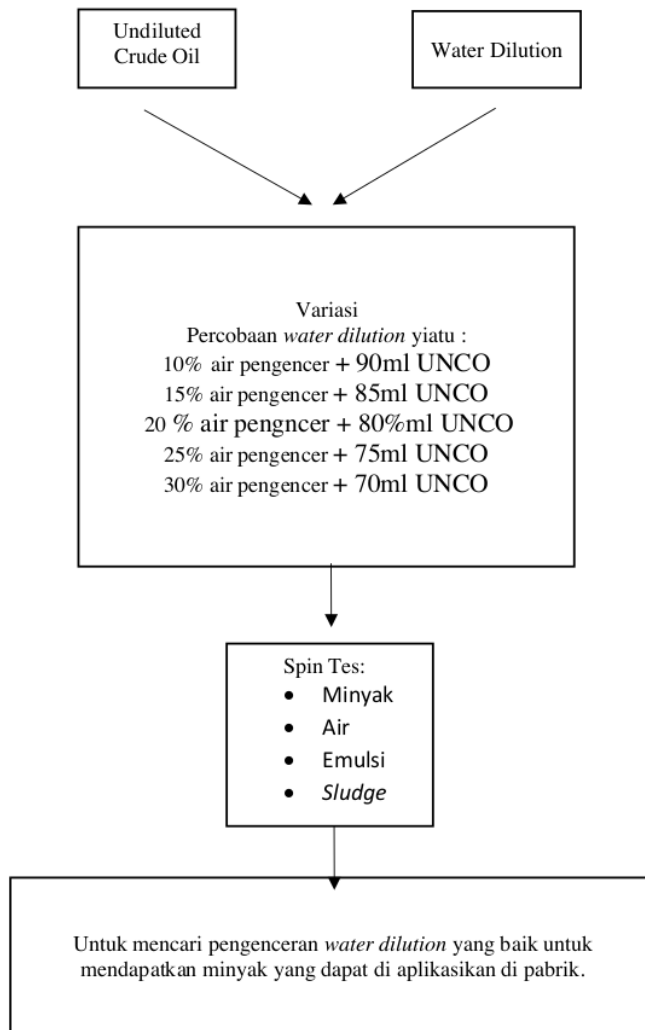 Undiluted
Crude Oil
Water Dilution
Variasi
Percobaan water dilution yiatu :
10% air pengencer + 90ml UNCO
15% air pengencer + 85ml UNCO
20 % air pengncer + 80%ml UNCO
25% air pengencer + 75ml UNCO
30% air pengencer + 70ml UNCO
Spin Tes:
• Minyak
• Air
• Emulsi
• Sludge
Untuk mencari pengenceran water dilution yang baik untuk
mendapatkan minyak yang dapat di aplikasikan di pabrik.